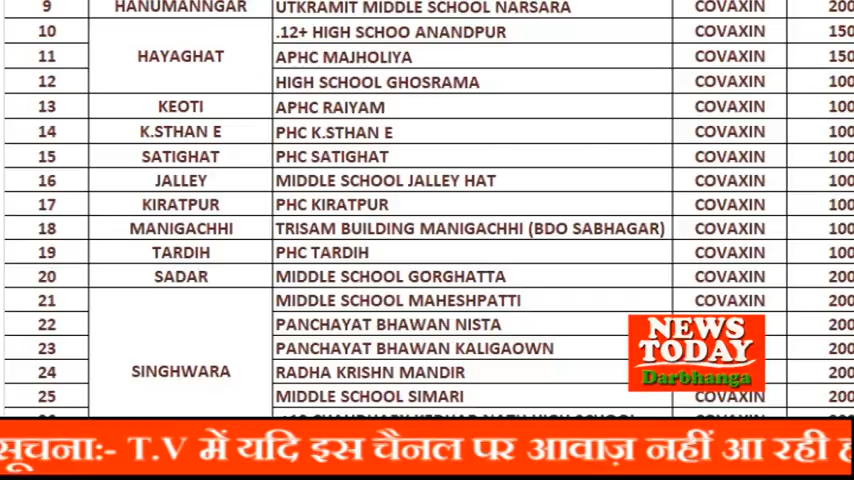 9 HANUMANNGAR UTKRAMIT MIDDLE SCHOOL NARSARA COVAXIN 200
10 .12+ HIGH SCHOO ANANDPUR COVAXIN 150
11 HAYAGHAT APHC MAJHOLIYA COVAXIN 150
12 HIGH SCHOOL GHOSRAMA COVAXIN 100
13 KEOTI APHC RAIYAM COVAXIN 100
14 K.STHAN E PHC K.STHAN E COVAXIN 100
15 SATIGHAT PHC SATIGHAT COVAXIN 100
16 JALLEY MIDDLE SCHOOL JALLEY HAT COVAXIN 100
17 KIRATPUR PHC KIRATPUR COVAXIN 100
18 MANIGACHHI TRISAM BUILDING MANIGACHHI (BDO SABHAGAR) COVAXIN 100
19 TARDIH PHC TARDIH COVAXIN 100
20 SADAR MIDDLE SCHOOL GORGHATTA COVAXIN 200
21 MIDDLE SCHOOL MAHESHPATTI COVAXIN 200
22 PANCHAYAT BHAWAN NISTA 200
23 PANCHAYAT BHAWAN KALIGAOWN 200
24 SINGHWARA RADHA KRISHN MANDIR 200
25 MIDDLE SCHOOL SIMARI COVAXIN 200
NEWS
TODAY
Darbhanga
सूचना:- T.V में यदि इस चैनल पर आवाज़ नहीं आ रही